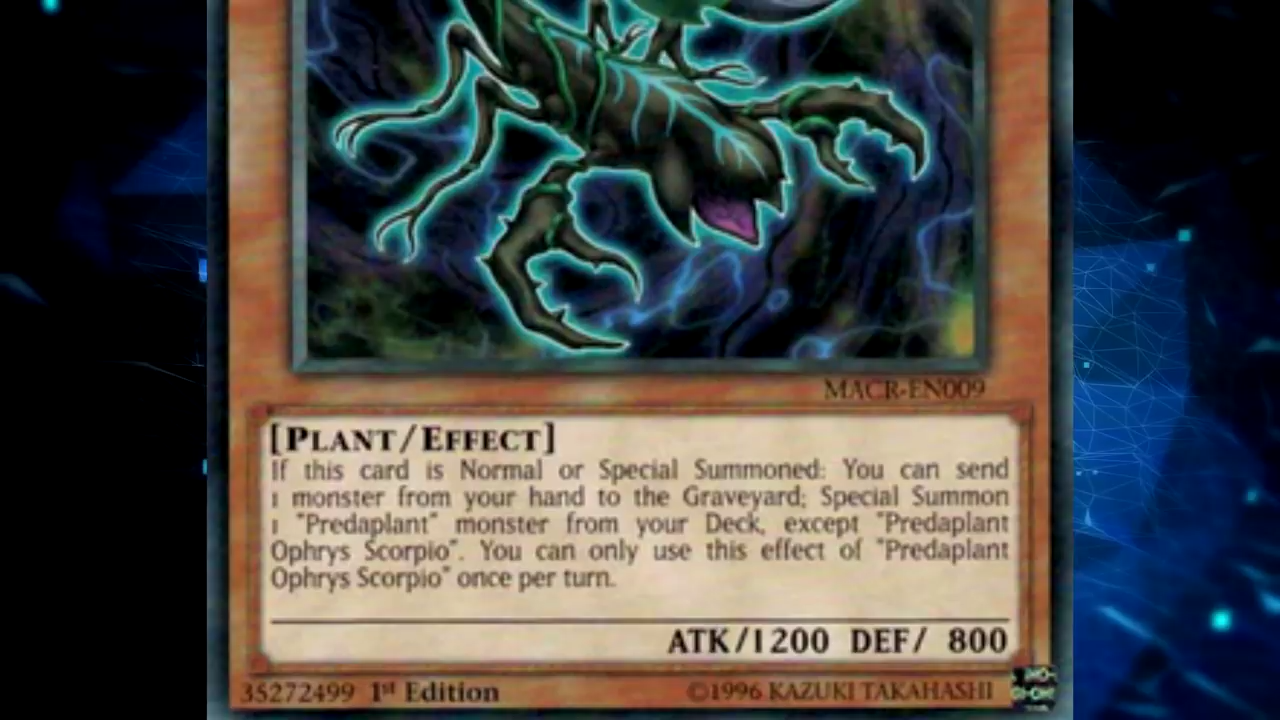 MACR-EN009
[PLANT/EFFECT]
If this card is Normal or Special Summoned: You can send
1 monster from your hand to the Graveyard; Special Summon
1 "Predaplant" monster from your Deck, except "Predaplant
Ophrys Scorpio". You can only use this effect of "Predaplant
Ophrys Scorpio" once per turn.
ATK/1200 DEF/ 800
35272499 1st Edition ©1996 KAZUKI TAKAHASHI